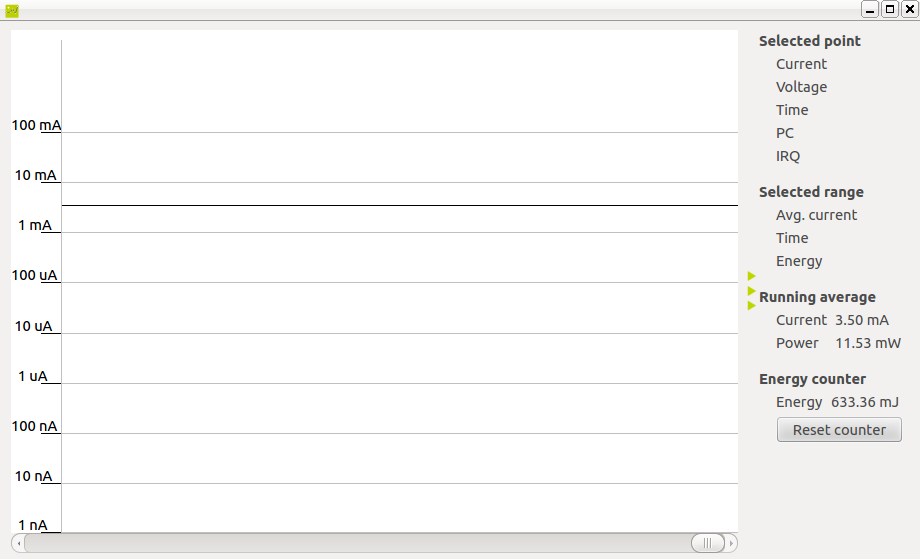 100 mA
10 mA
1 mA
100 uA
10 uA
1 uA
100 nA
10 nA
1 nA
Selected point
Current
Voltage
Time
PC
IRQ
Selected range
Avg. current
Time
Energy
Running average
Current 3.50 mA
Power 11.53 mW
Energy counter
Energy 633.36 mJ
Reset counter